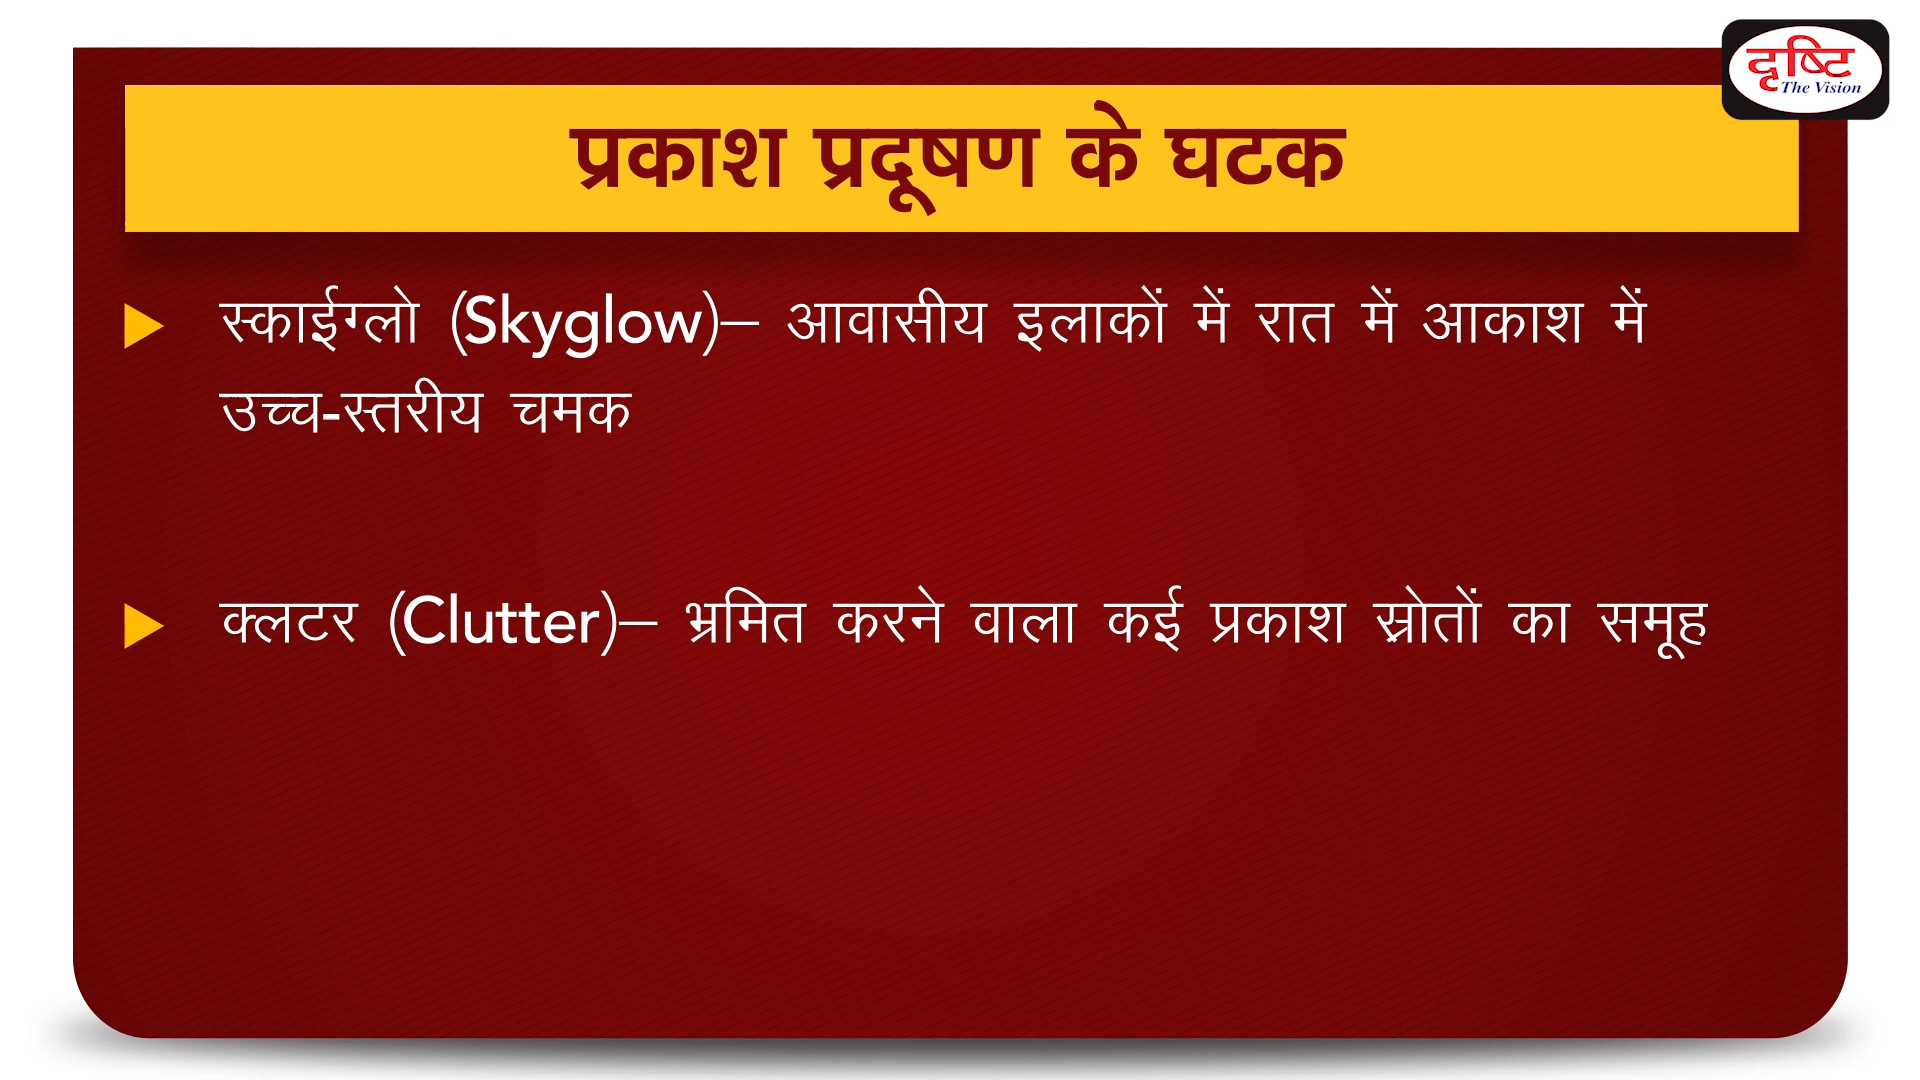 दृष्टि
The Vision
प्रकाश प्रदूषण के घटक
स्काईग्लो (Skyglow)– आवासीय इलाकों में रात में आकाश में
उच्च-स्तरीय चमक
क्लटर (Clutter)– भ्रमित करने वाला कई प्रकाश स्रोतों का समूह